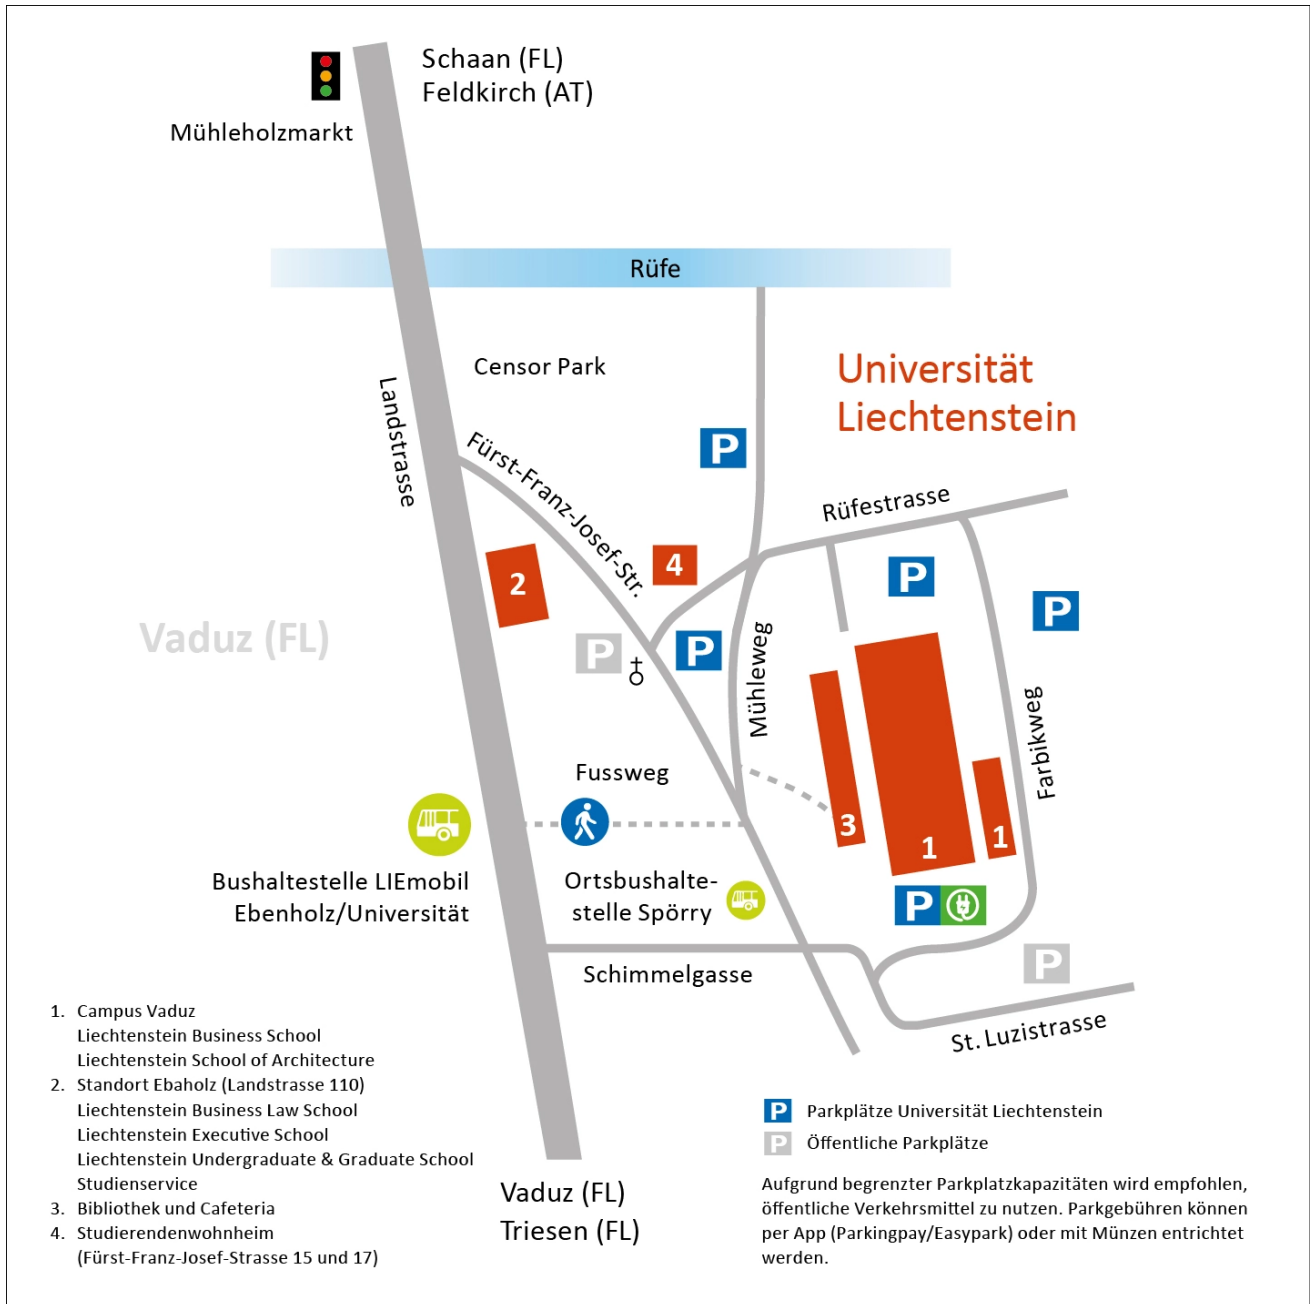 Schaan (FL)
Feldkirch (AT)
Mühleholzmarkt
Rüfe
Censor Park
Universität
Liechtenstein
Landstrasse
Fürst-Franz-Josef-Str.
P
Rüfestrasse
2
4
P
P
Vaduz (FL)
P
P
Mühleweg
Farbikweg
Fussweg
3
1
1
Bushaltestelle LIEmobil
Ebenholz/Universität
Ortsbushalte-
stelle Spörry
P
P
Schimmelgasse
St. Luzistrasse
1. Campus Vaduz
Liechtenstein Business School
Liechtenstein School of Architecture
2. Standort Ebaholz (Landstrasse 110)
Liechtenstein Business Law School
Liechtenstein Executive School
Liechtenstein Undergraduate & Graduate School
Studienservice
3. Bibliothek und Cafeteria
4. Studierendenwohnheim
(Fürst-Franz-Josef-Strasse 15 und 17)
Vaduz (FL)
Triesen (FL)
P Parkplätze Universität Liechtenstein
P Öffentliche Parkplätze
Aufgrund begrenzter Parkplatzkapazitäten wird empfohlen,
öffentliche Verkehrsmittel zu nutzen. Parkgebühren können
per App (Parkingpay/Easypark) oder mit Münzen entrichtet
werden.